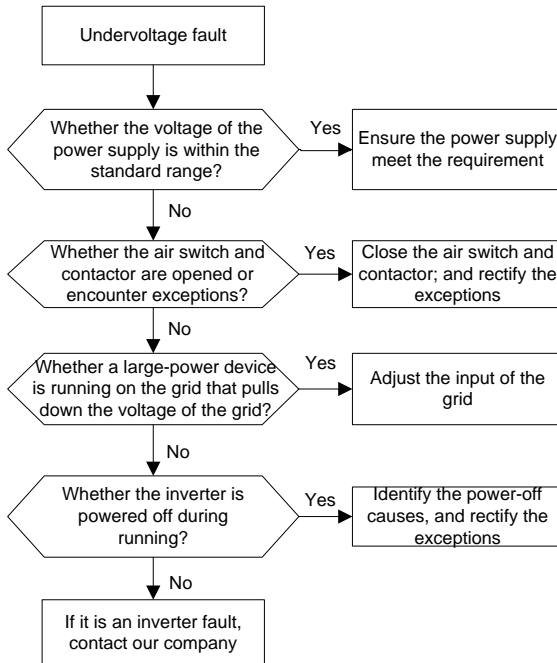 Undervoltage fault
Whether the voltage of the
power supply is within the
standard range?
Yes
Ensure the power supply
meet the requirement
No
Whether the air switch and
contactor are opened or
encounter exceptions?
Yes
Close the air switch and
contactor; and rectify the
exceptions
No
Whether a large-power device
is running on the grid that pulls
down the voltage of the grid?
Yes
Adjust the input of the
grid
No
Whether the inverter is
powered off during
running?
Yes
Identify the power-off
causes, and rectify the
exceptions
No
If it is an inverter fault,
contact our company